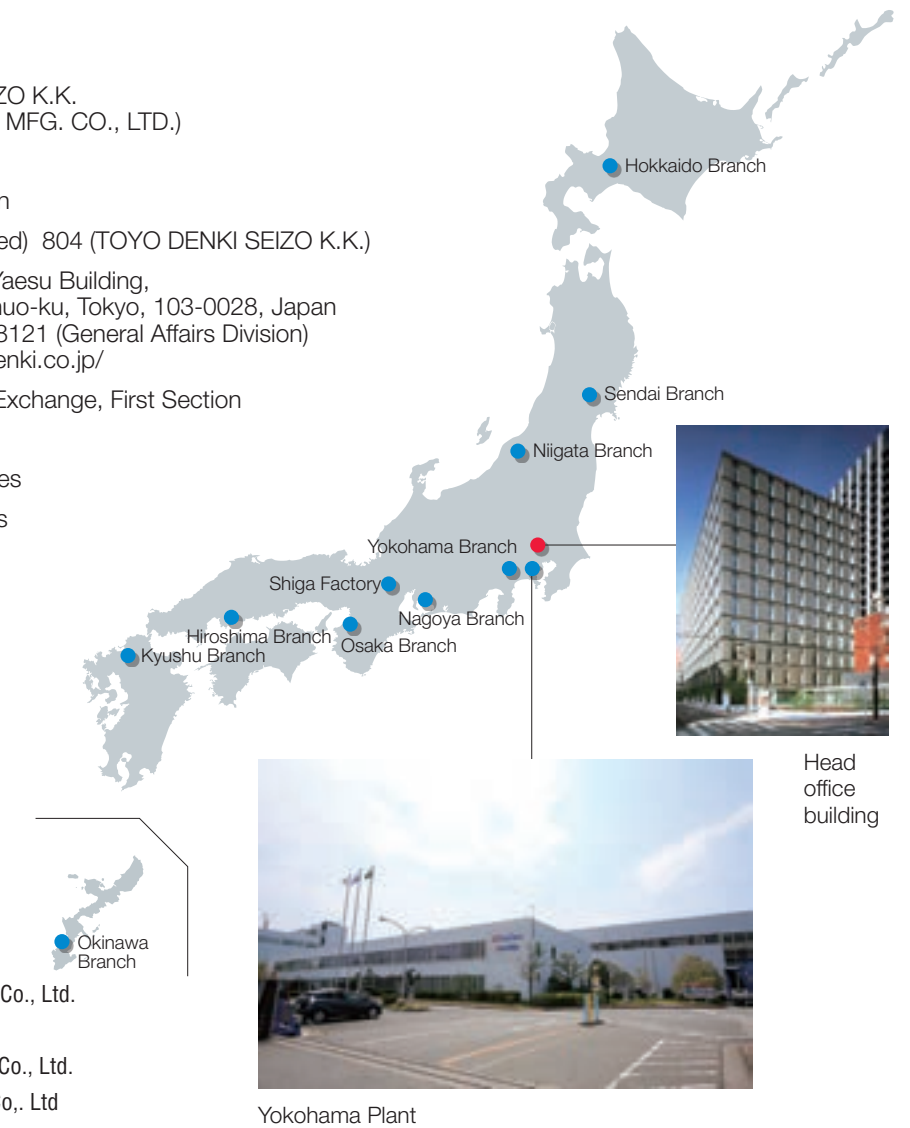 ZO K.K.
MFG. CO., LTD.)
n
ed) 804 (TOYO DENKI SEIZO K.K.)
Yaesu Building,
uo-ku, Tokyo, 103-0028, Japan
8121 (General Affairs Division)
enki.co.jp/
Exchange, First Section
es
s
Hokkaido Branch
Sendai Branch
Niigata Branch
Yokohama Branch
Shiga Factory
Nagoya Branch
Hiroshima Branch
Osaka Branch
Kyushu Branch
Head
office
building
Okinawa
Branch
Co., Ltd.
Co., Ltd.
o,. Ltd
Yokohama Plant